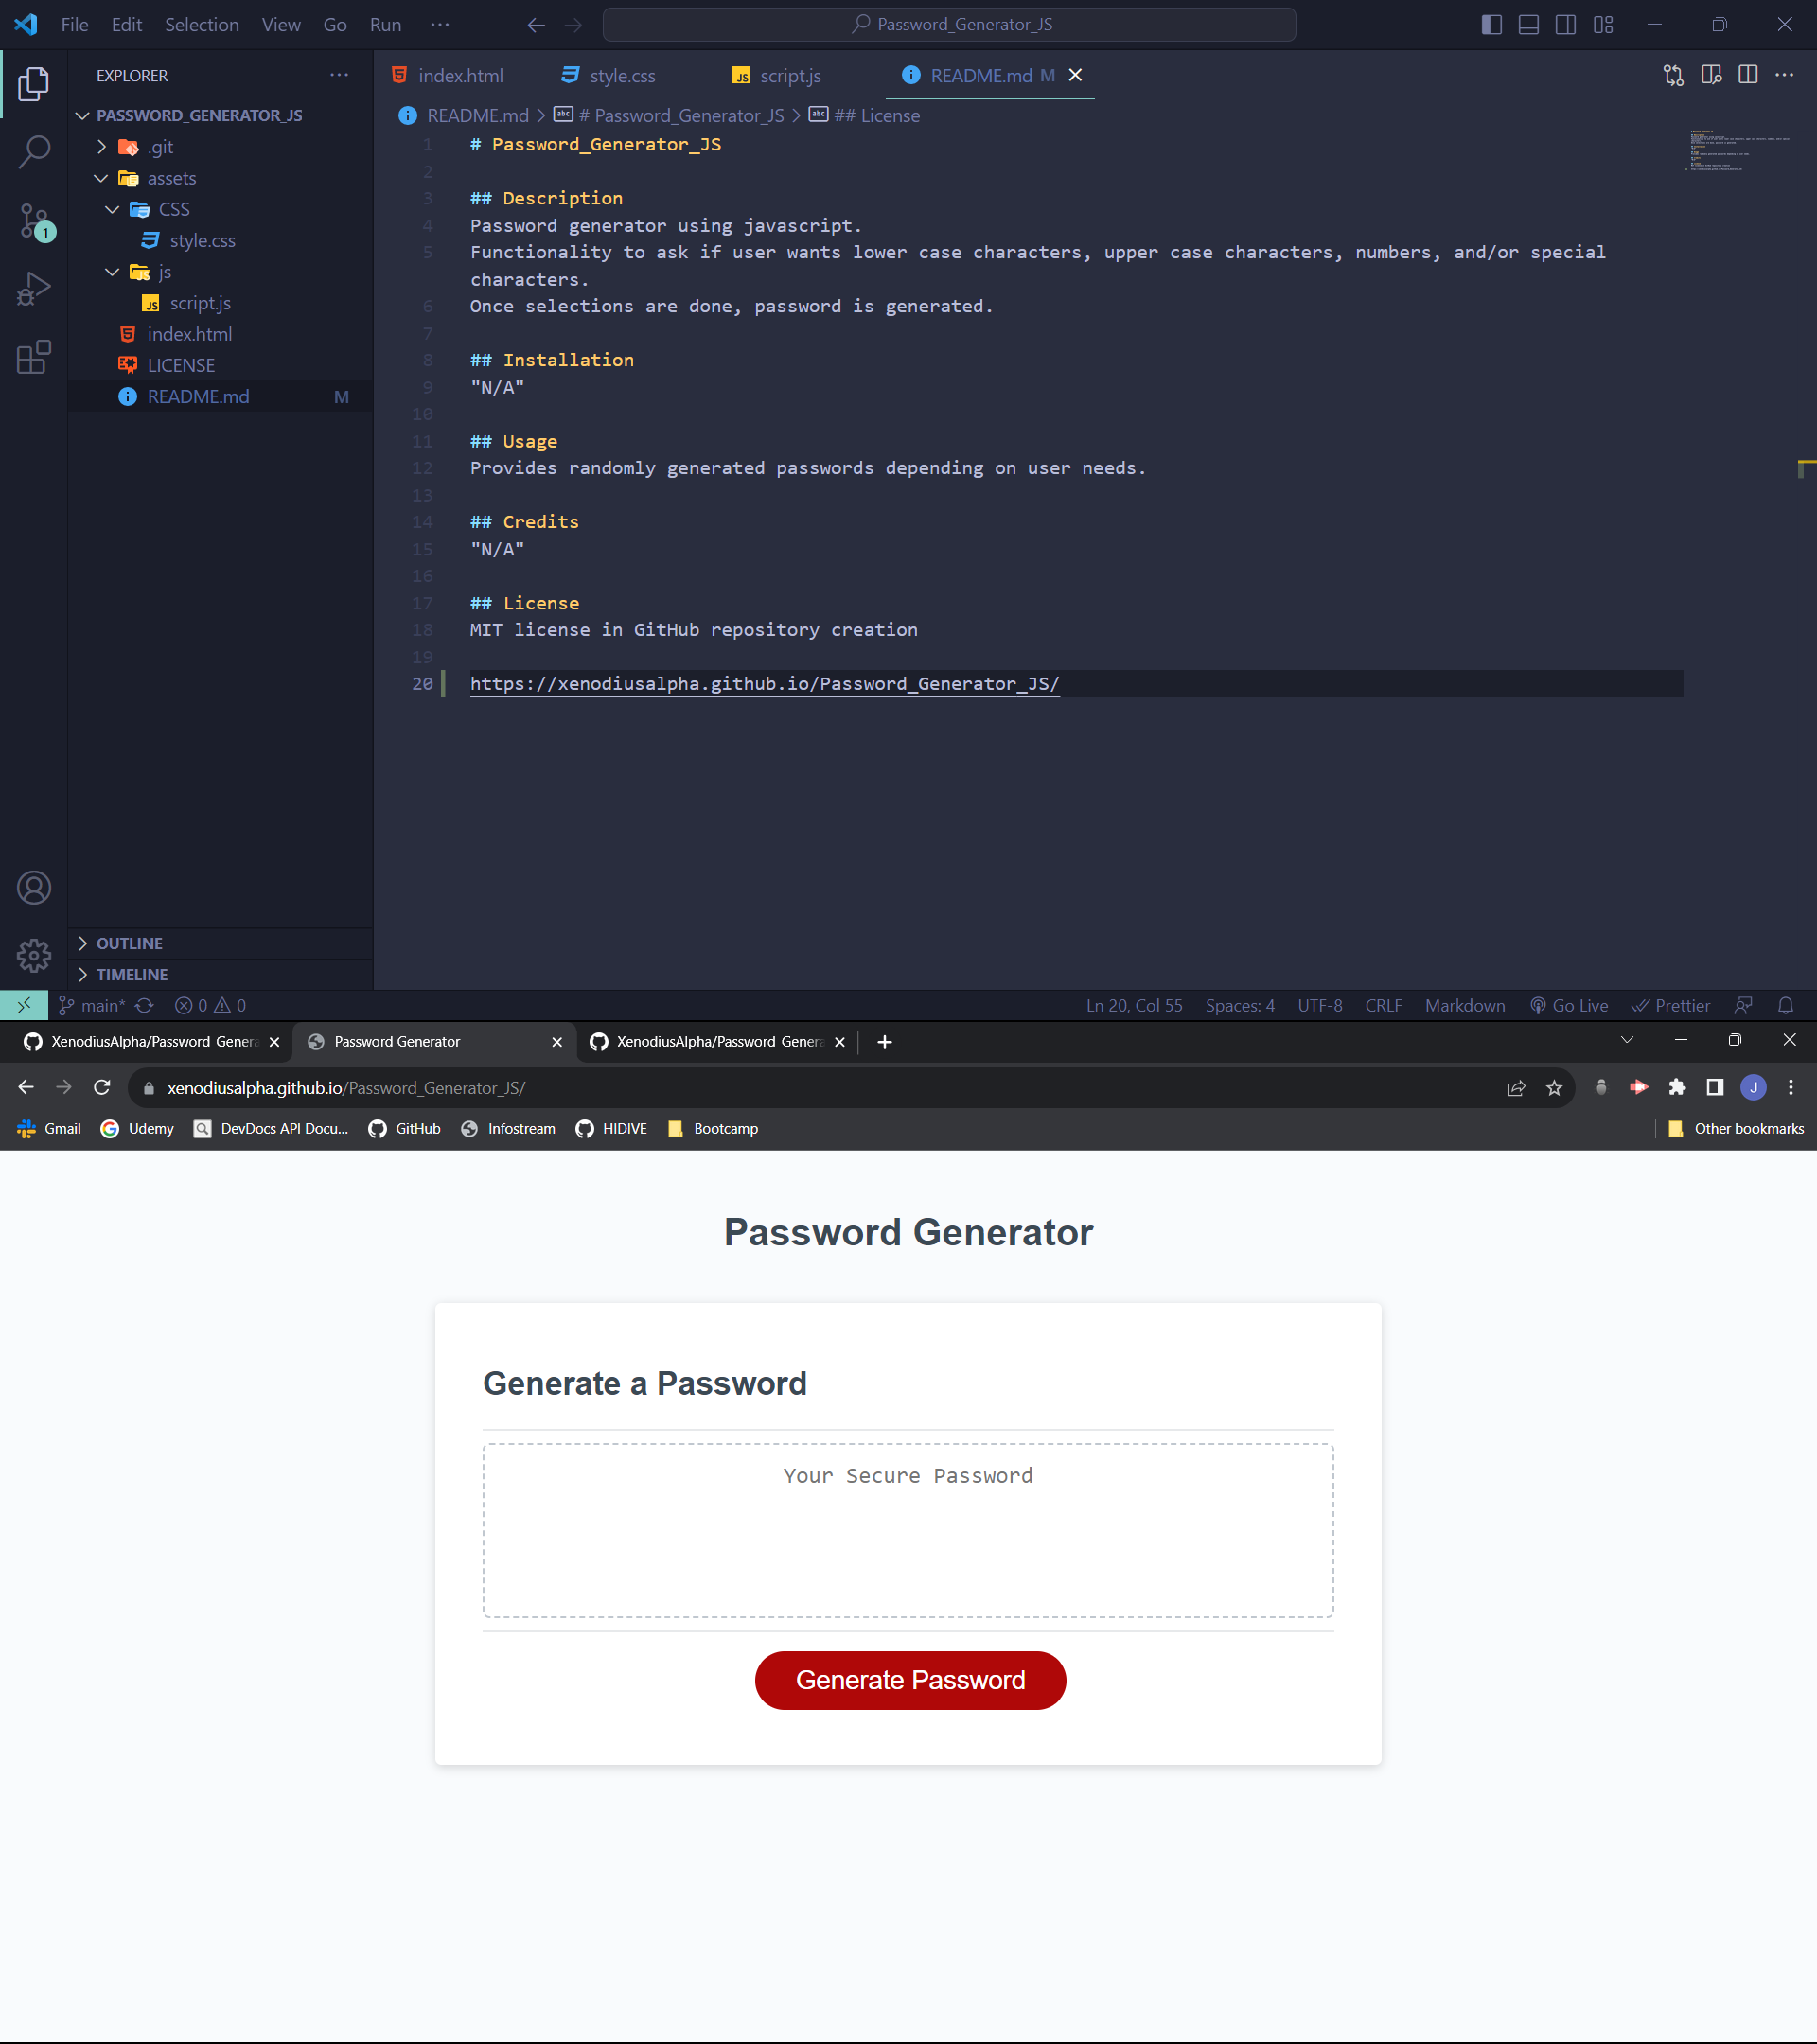 File Edit Selection View Go Run ··· Password_Generator_JS
EXPLORER ···
PASSWORD_GENERATOR_JS
.git
assets
CSS
style.css
js
script.js
index.html
LICENSE
README.md M
1
OUTLINE
TIMELINE
index.html style.css script.js README.md M
README.md > # Password_Generator_JS > ## License
1 # Password_Generator_JS
2
3 ## Description
4 Password generator using javascript.
5 Functionality to ask if user wants lower case characters, upper case characters, numbers, and/or special
characters.
6 Once selections are done, password is generated.
7
8 ## Installation
9 "N/A"
10
11 ## Usage
12 Provides randomly generated passwords depending on user needs.
13
14 ## Credits
15 "N/A"
16
17 ## License
18 MIT license in GitHub repository creation
19
20 https://xenodiusalpha.github.io/Password_Generator_JS/
main* 0 0 Ln 20, Col 55 Spaces: 4 UTF-8 CRLF Markdown Go Live Prettier
XenodiusAlpha/Password_Genera Password Generator XenodiusAlpha/Password_Genera
xenodiusalpha.github.io/Password_Generator_JS/ J
Gmail Udemy DevDocs API Docu... GitHub Infostream HIDIVE Bootcamp Other bookmarks
Password Generator
Generate a Password
Your Secure Password
Generate Password